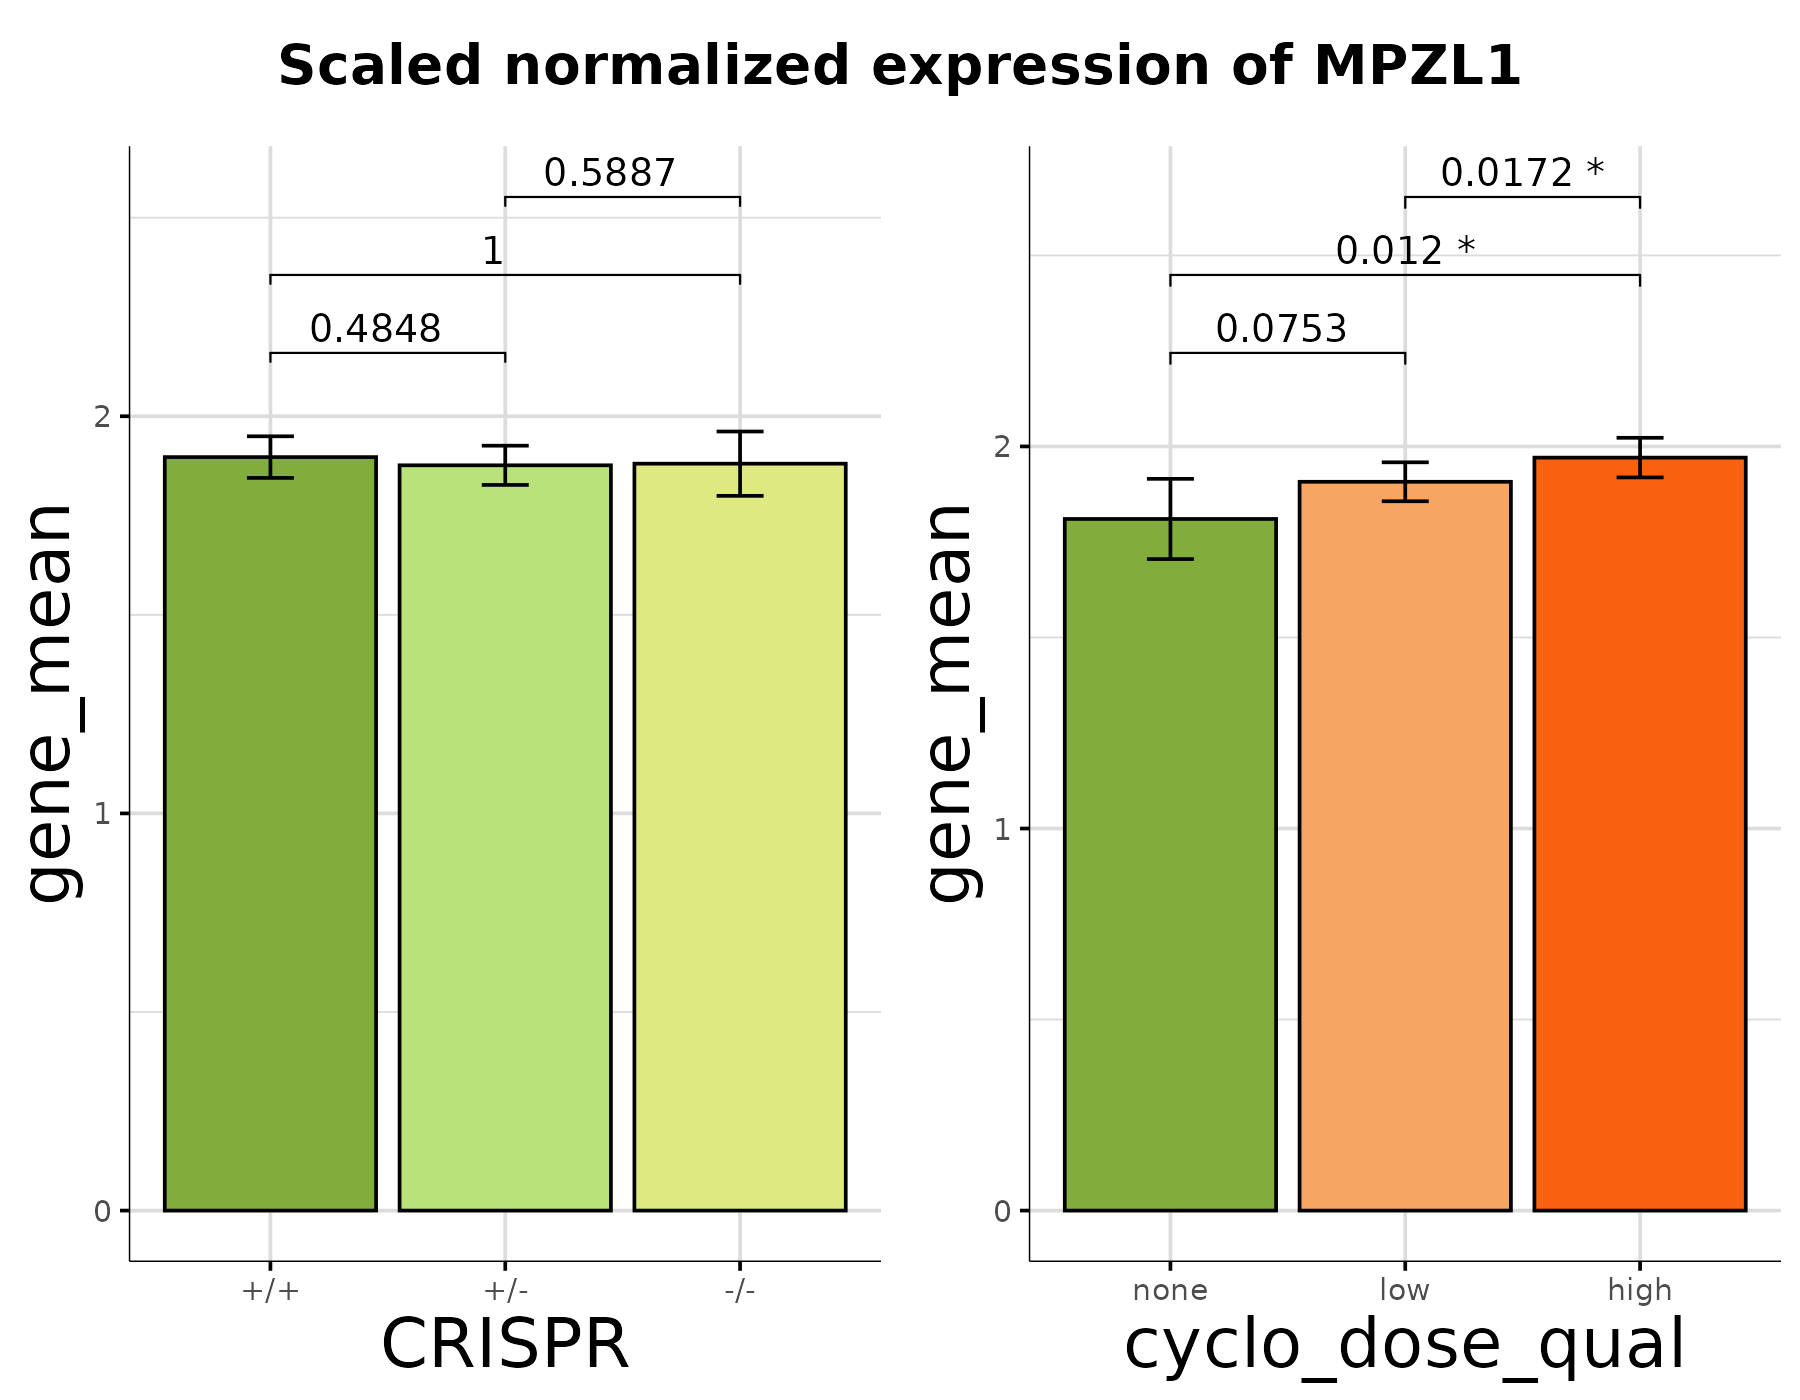 Scaled normalized expression of MPZL1
0.5887
1
0.4848
2
1
0
gene_mean
+/+ +/- -/-
CRISPR
0.0172 *
0.012 *
0.0753
2
1
0
gene_mean
none low high
cyclo_dose_qual